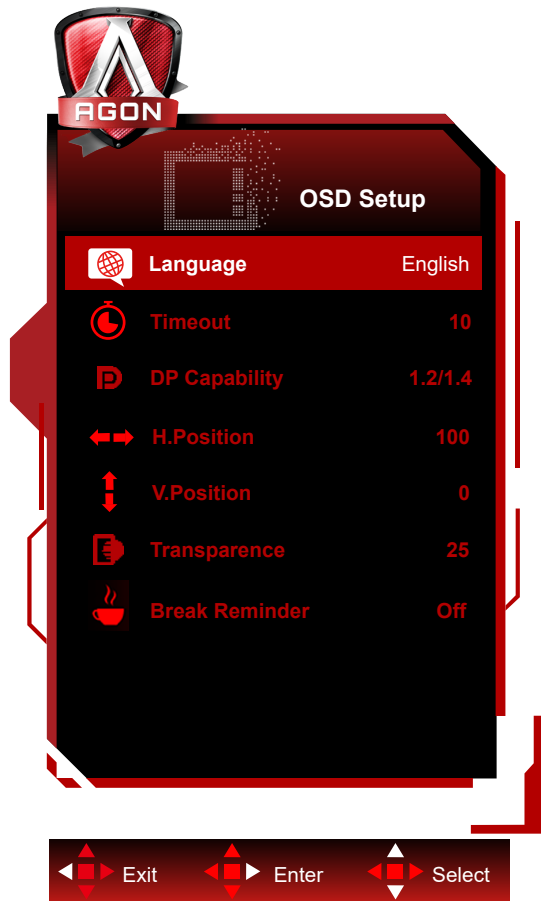 AGON
OSD Setup
Language English
Timeout 10
DP Capability 1.2/1.4
H.Position 100
V.Position 0
Transparence 25
Break Reminder Off
Exit Enter Select